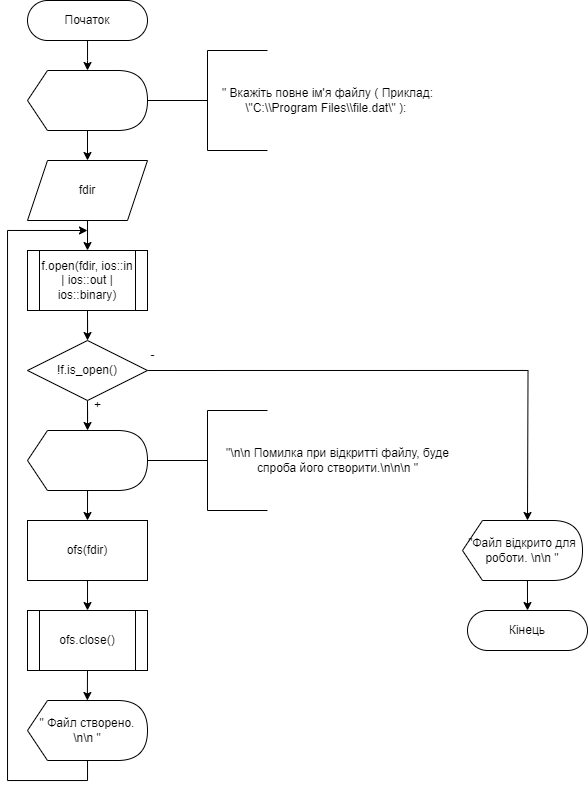 Початок
" Вкажіть повне ім'я файлу ( Приклад:
\"C:\\Program Files\\file.dat\" ):
fdir
f.open(fdir, ios::in
| ios::out |
ios::binary)
!f.is_open()
-
+
"\n\n Помилка при відкритті файлу, буде
спроба його створити.\n\n\n "
ofs(fdir)
"Файл відкрито для
роботи. \n\n "
ofs.close()
Кінець
" Файл створено.
\n\n "